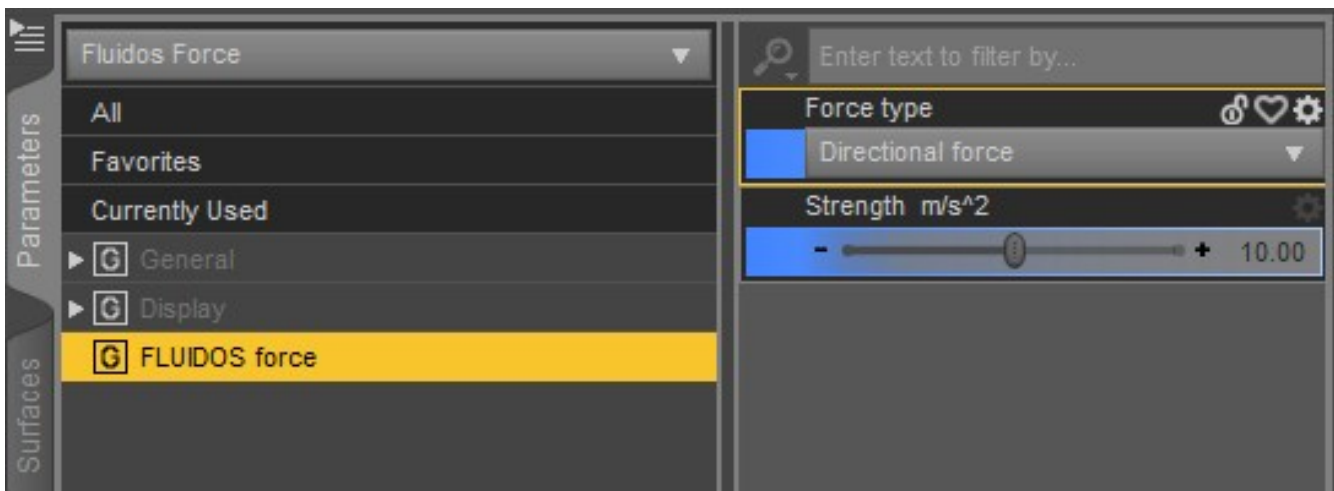 Parameters
Surfaces
Fluidos Force
All
Favorites
Currently Used
G General
G Display
G FLUIDOS force
Enter text to filter by...
Force type
Directional force
Strength m/s^2
- + 10.00